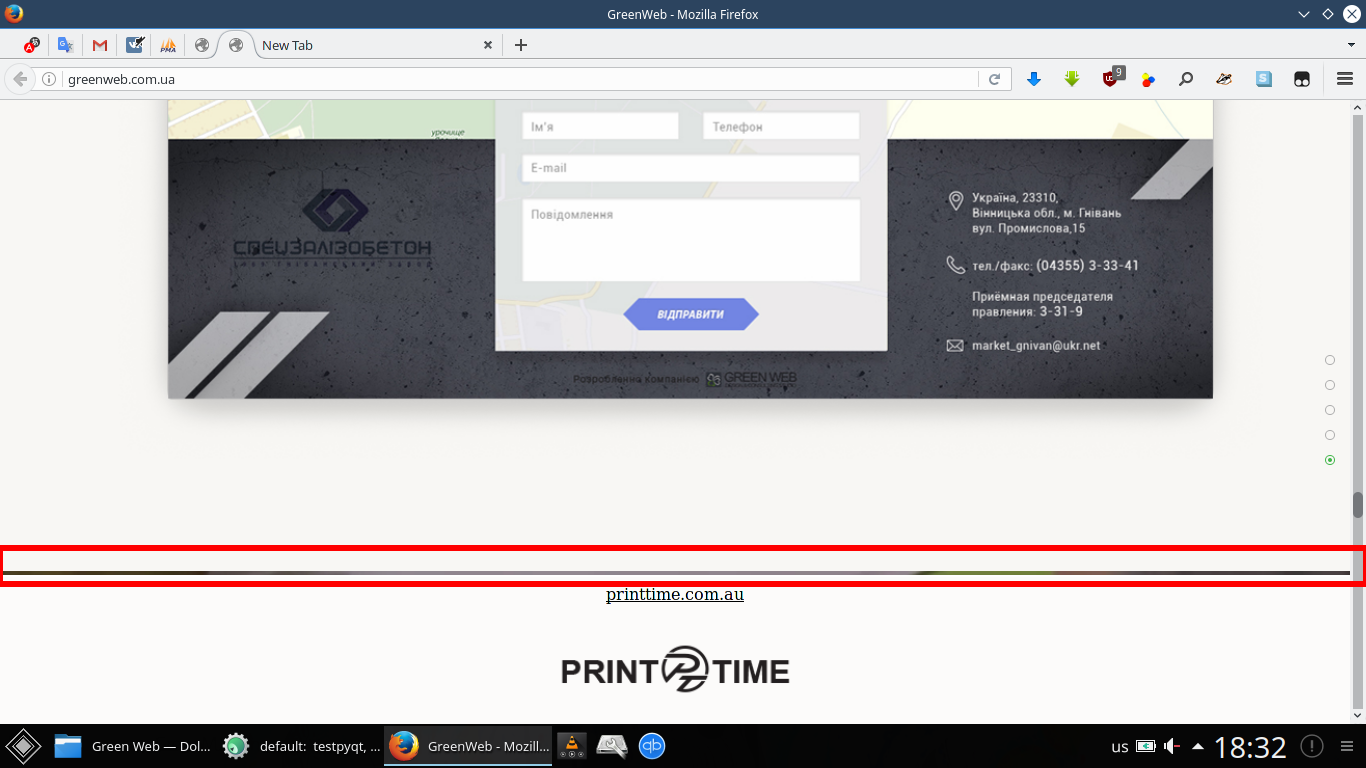 GreenWeb - Mozilla Firefox
New Tab
greenweb.com.ua
9
урочище
Ім'я
Телефон
E-mail
Повідомлення
ВІДПРАВИТИ
СПЕЦЗАЛІЗОБЕТОН
Україна, 23310,
Вінницька обл., м. Гнівань
вул. Промислова,15
тел./факс: (04355) 3-33-41
Приёмная председателя
правления: 3-31-9
market_gnivan@ukr.net
Розроблення компанією GREEN WEB
printtime.com.au
PRINT TIME
Green Web — Dol...
default: testpyqt, ...
GreenWeb - Mozill...
qb
us
18:32